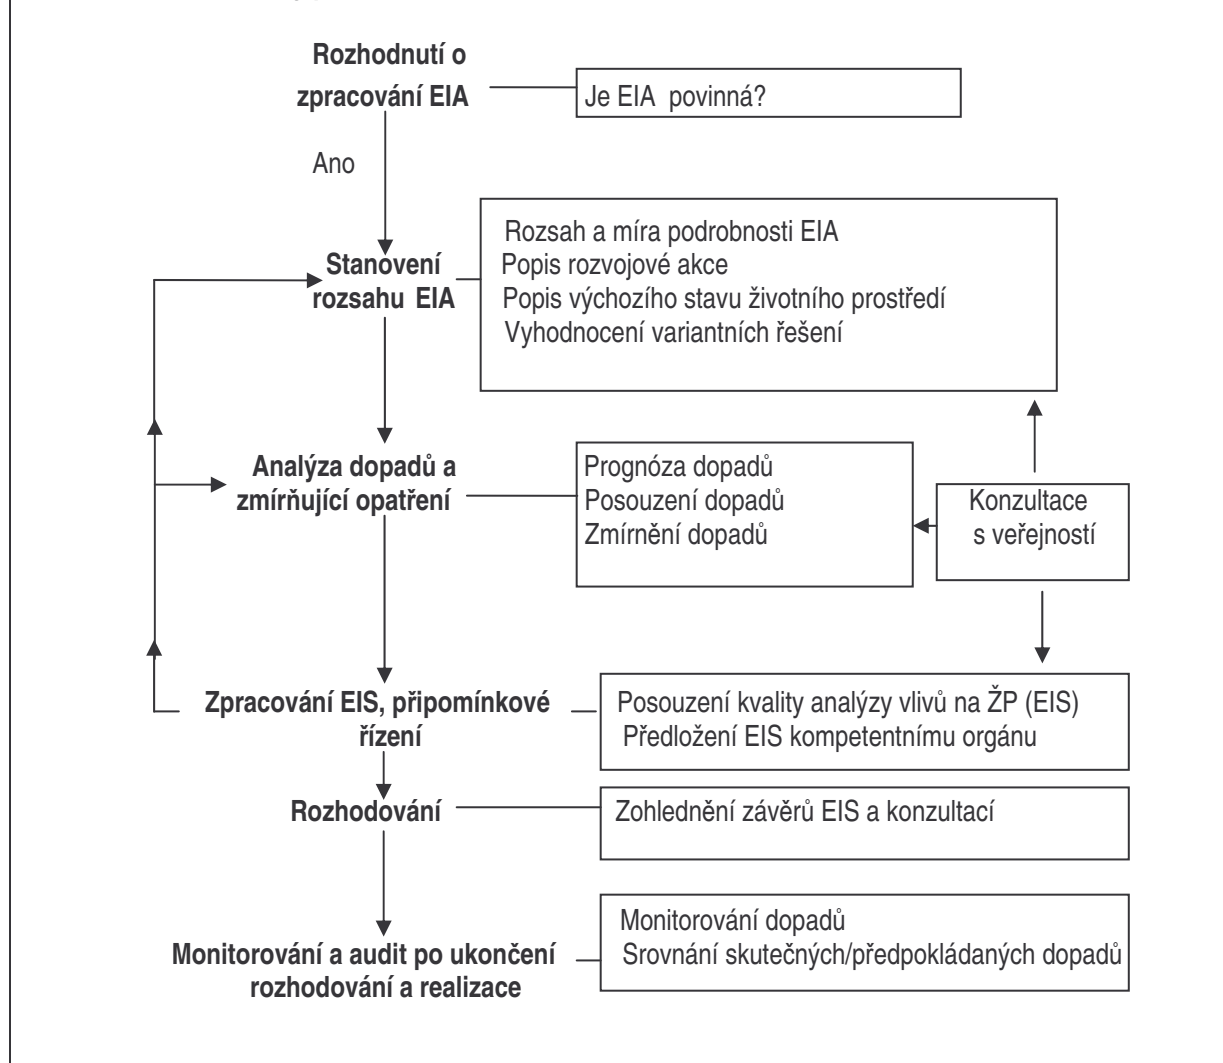 Rozhodnutí o
zpracování EIA
Je EIA povinná?
Ano
Rozsah a míra podrobnosti EIA
Popis rozvojové akce
Popis výchozího stavu životního prostředí
Vyhodnocení variantních řešení
Stanovení
rozsahu EIA
Analýza dopadů a
zmírňující opatření
Prognóza dopadů
Posouzení dopadů
Zmírnění dopadů
Konzultace
s veřejností
Zpracování EIS, připomínkové
řízení
Posouzení kvality analýzy vlivů na ŽP (EIS)
Předložení EIS kompetentnímu orgánu
Rozhodování
Zohlednění závěrů EIS a konzultací
Monitorování a audit po ukončení
rozhodování a realizace
Monitorování dopadů
Srovnání skutečných/předpokládaných dopadů